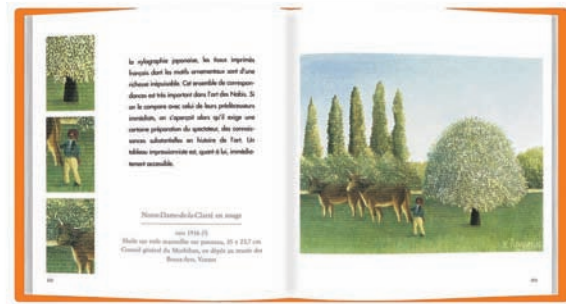 la xylographie japonaise, les tissus imprimés
français dont les motifs ornementaux sont d'une
richesse inépuisable. Cet ensemble de correspon-
dances est très important dans l'art des Nabis. Si
on le compare avec celui de leurs prédécesseurs
immédiats, on s'aperçoit alors qu'il exige une
certaine préparation du spectateur, des connais-
sances substantielles en histoire de l'art. Un
tableau impressionniste est, quant à lui, immédia-
tement accessible.
Notre-Dame-de-la-Clarté en rouge
vers 1916
Huile sur toile marouflée sur panneau, 35 x 23,7 cm
Conseil général du Morbihan, en dépôt au musée des
Beaux-Arts, Vannes